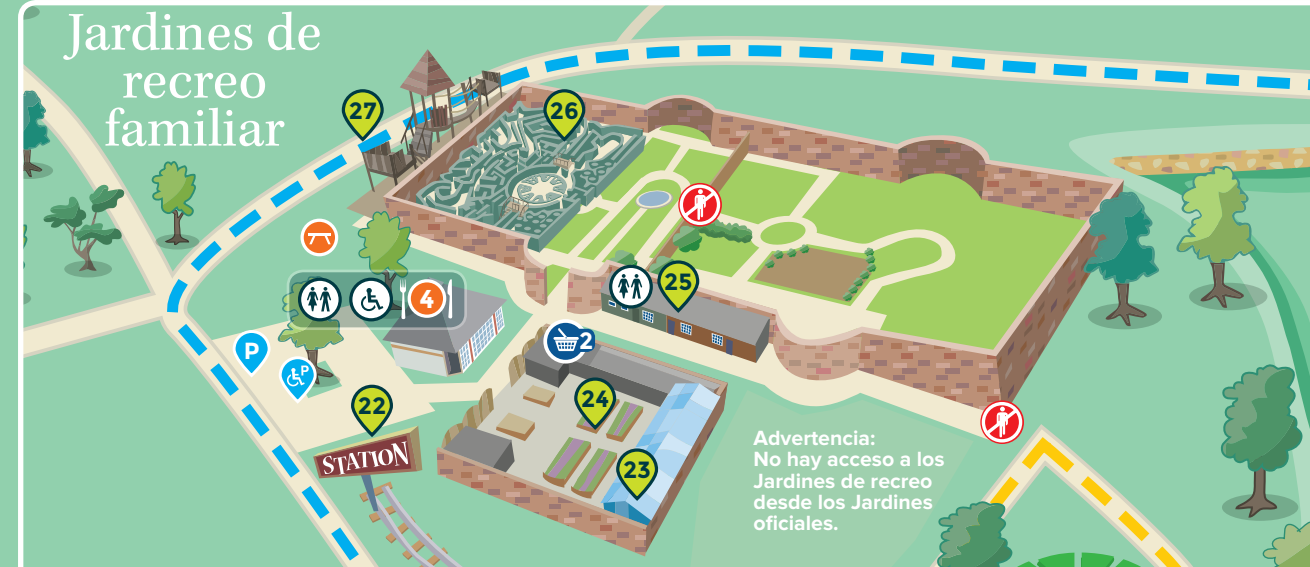 Jardines de
recreo
familiar
27
26
4
25
P
P
2
24
22
STATION
23
Advertencia:
No hay acceso a los
Jardines de recreo
desde los Jardines
oficiales.